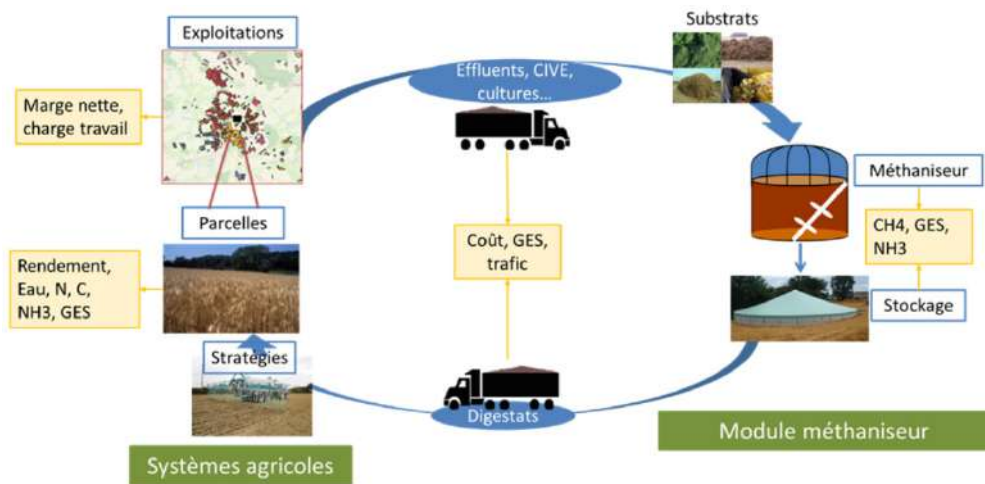 Exploitations
Marge nette,
charge travail
Parcelles
Rendement,
Eau, N, C,
NH3, GES
Stratégies
Systèmes agricoles
Effluents, CIVE,
cultures...
Coût, GES,
trafic
Digestats
Substrats
Méthaniseur
CH4, GES,
NH3
Stockage
Module méthaniseur